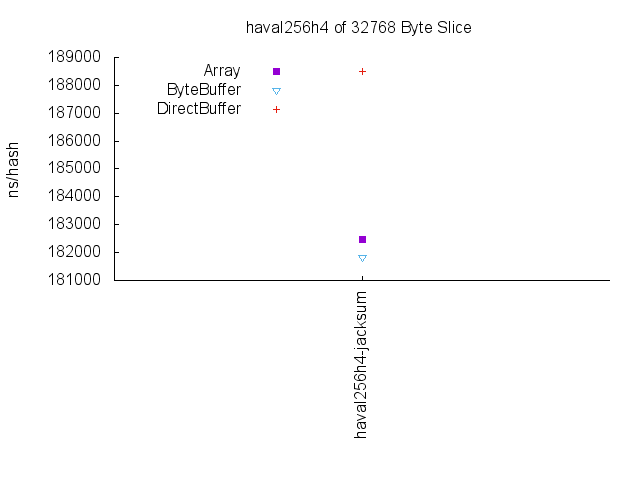 haval256h4 of 32768 Byte Slice
ns/hash
189000
188000
187000
186000
185000
184000
183000
182000
181000
Array
ByteBuffer
DirectBuffer
haval256h4-jacksum